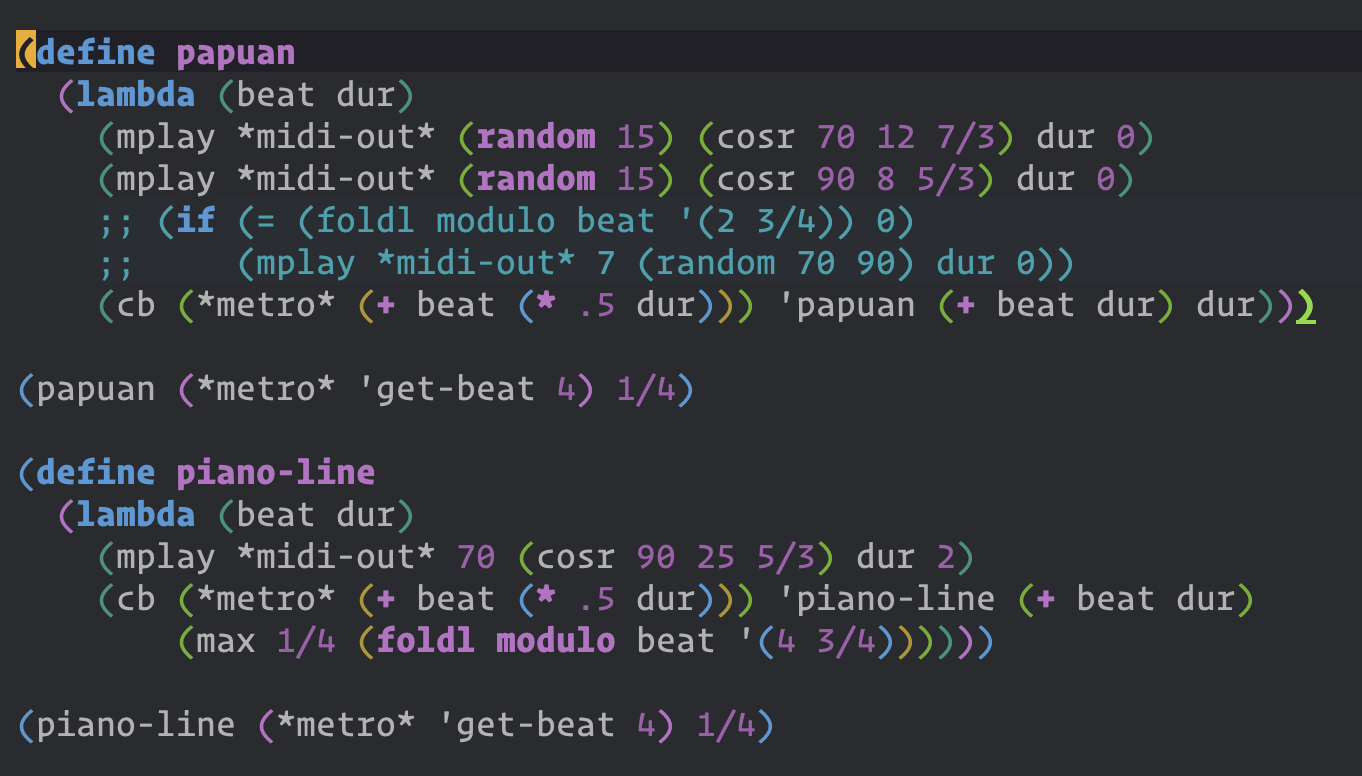 (define papuan
  (lambda (beat dur)
    (mplay *midi-out* (random 15) (cosr 70 12 7/3) dur 0)
    (mplay *midi-out* (random 15) (cosr 90 8 5/3) dur 0)
    ;; (if (= (foldl modulo beat '(2 3/4)) 0)
    ;;     (mplay *midi-out* 7 (random 70 90) dur 0))
    (cb (*metro* (+ beat (* .5 dur))) 'papuan (+ beat dur) dur)))

(papuan (*metro* 'get-beat 4) 1/4)

(define piano-line
  (lambda (beat dur)
    (mplay *midi-out* 70 (cosr 90 25 5/3) dur 2)
    (cb (*metro* (+ beat (* .5 dur))) 'piano-line (+ beat dur)
        (max 1/4 (foldl modulo beat '(4 3/4))))))

(piano-line (*metro* 'get-beat 4) 1/4)